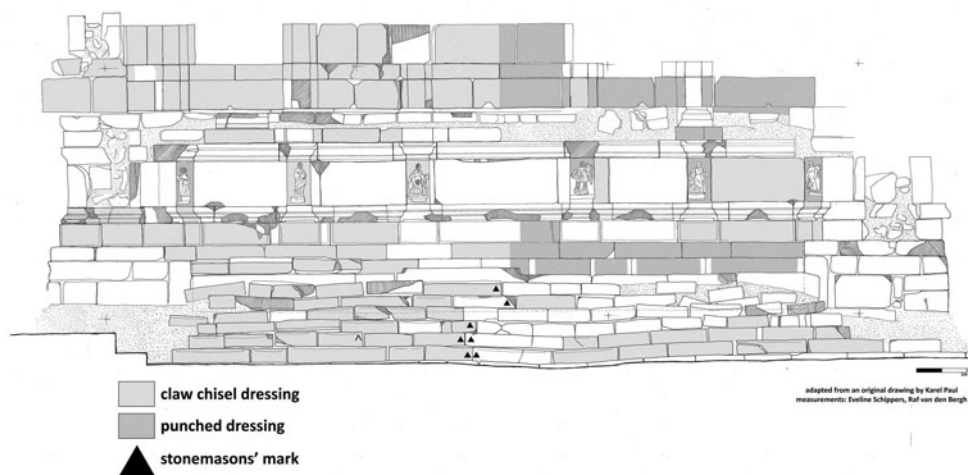 claw chisel dressing
punched dressing
stonemasons' mark
adapted from an original drawing by Karel Paul
measurements: Eveline Schippers, Raf van den Bergh